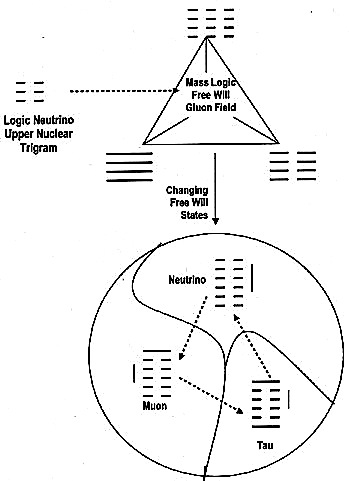 Mass Logic
Free Will
Gluon Field
Logic Neutrino
Upper Nuclear
Trigram
Changing
Free Will
States
Neutrino
Muon
Tau